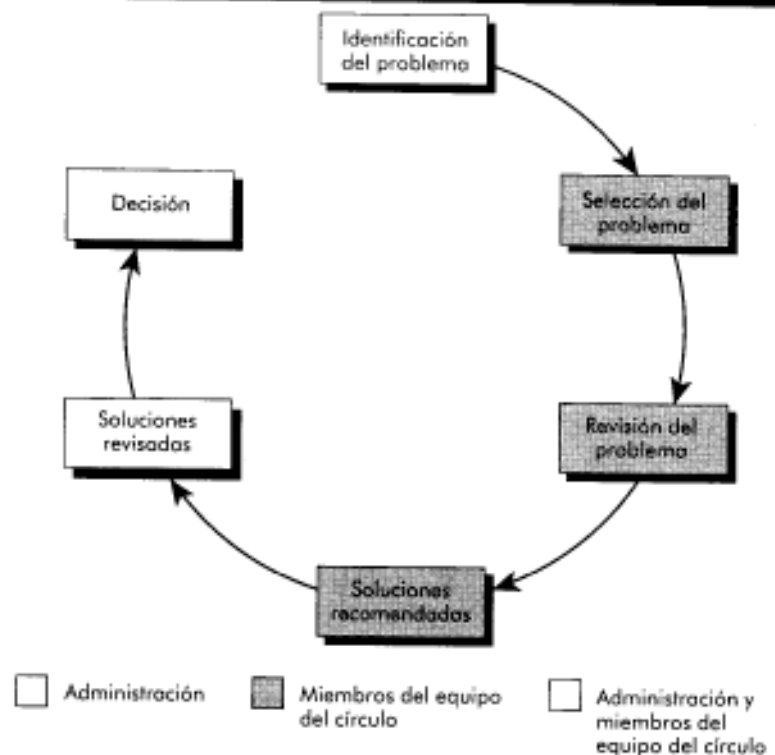 Identificación
del problema
Selección del
problema
Revisión del
problema
Soluciones
recomendadas
Soluciones
revisadas
Decisión
Administración
Miembros del equipo
del círculo
Administración y
miembros del
equipo del círculo